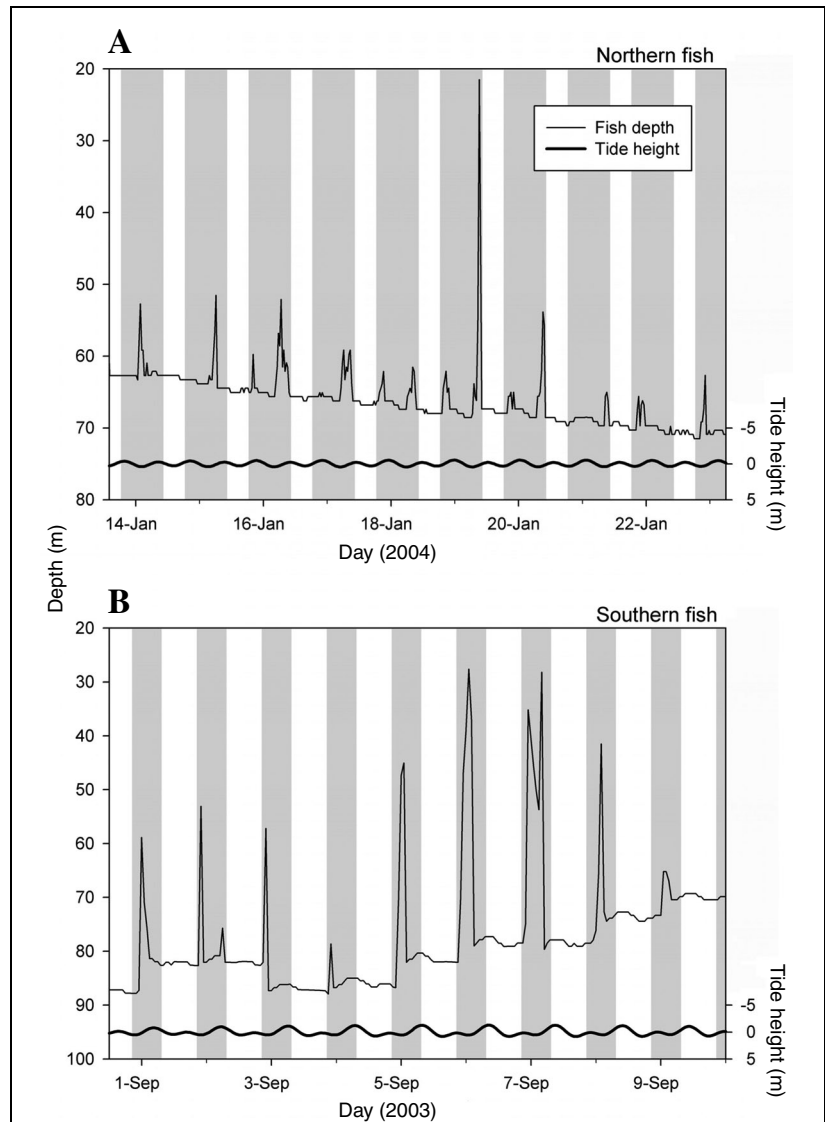 A
Northern fish
20
30
40
50
60
70
80
Fish depth
Tide height
-5
0
5
Tide height (m)
14-Jan 16-Jan 18-Jan 20-Jan 22-Jan
Day (2004)
Depth (m)
B
Southern fish
20
30
40
50
60
70
80
90
100
-5
0
5
Tide height (m)
1-Sep 3-Sep 5-Sep 7-Sep 9-Sep
Day (2003)